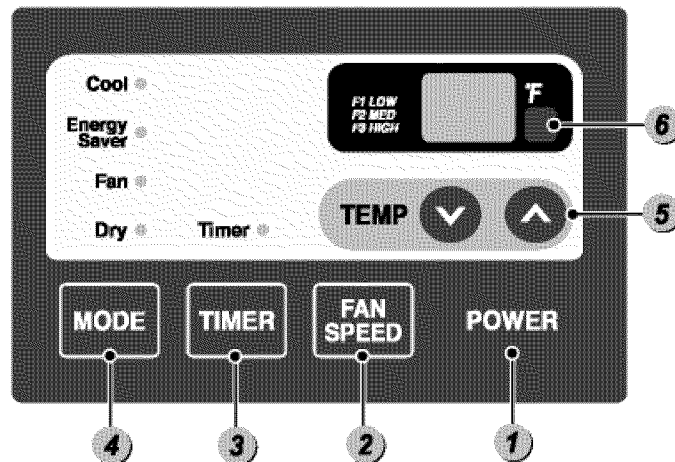 Cool
Energy
Saver
Fan
Dry
Timer
F1 LOW
F2 MED
F3 HIGH
°F
6
TEMP
5
MODE
TIMER
FAN
SPEED
POWER
4
3
2
1